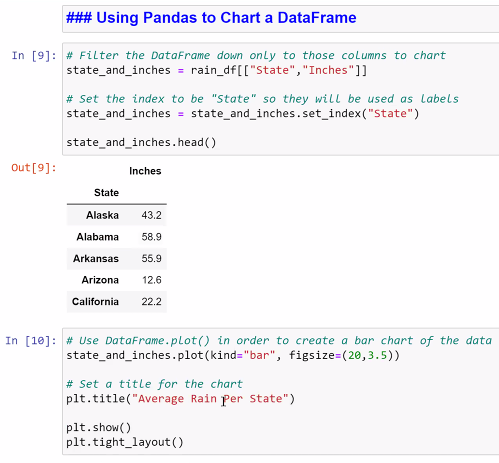 ### Using Pandas to Chart a DataFrame
In [9]: # Filter the DataFrame down only to those columns to chart
state_and_inches = rain_df[["State","Inches"]]
# Set the index to be "State" so they will be used as labels
state_and_inches = state_and_inches.set_index("State")
state_and_inches.head()
Out[9]:
Inches
State
Alaska 43.2
Alabama 58.9
Arkansas 55.9
Arizona 12.6
California 22.2
In [10]: # Use DataFrame.plot() in order to create a bar chart of the data
state_and_inches.plot(kind="bar", figsize=(20,3.5))
# Set a title for the chart
plt.title("Average Rain Per State")
plt.show()
plt.tight_layout()